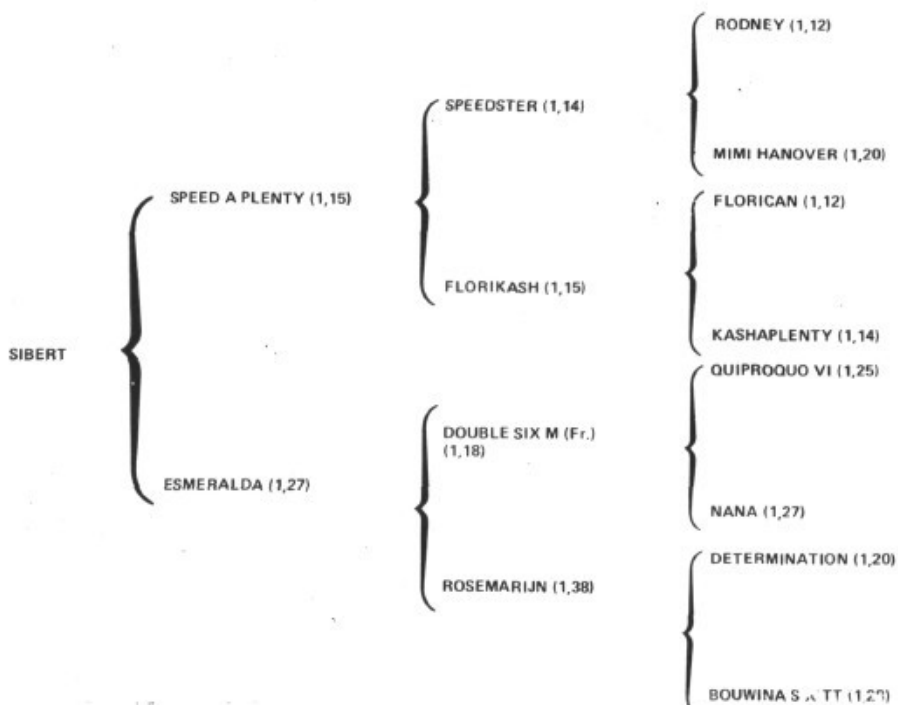 RODNEY (1,12)
SPEEDSTER (1,14)
MIMI HANOVER (1,20)
SPEED A PLENTY (1,15)
FLORICAN (1,12)
FLORIKASH (1,15)
KASHAPLENTY (1,14)
SIBERT
QUIPROQUO VI (1,25)
DOUBLE SIX M (Fr.)
(1,18)
ESMERALDA (1,27)
NANA (1,27)
DETERMINATION (1,20)
ROSEMARIJN (1,38)
BOUWINA